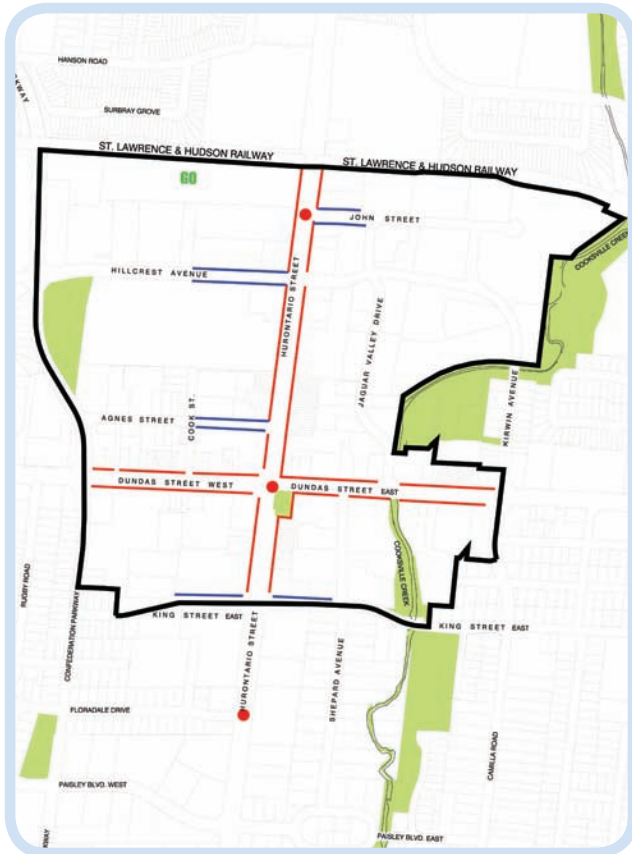 HANSON ROAD
KWAY
SURBRAY GROVE
ST. LAWRENCE & HUDSON RAILWAY
ST. LAWRENCE & HUDSON RAILWAY
GO
JOHN STREET
COOKSVILLE CREEK
HILLCREST AVENUE
HURONTARIO STREET
JAGUAR VALLEY DRIVE
KIRWIN AVENUE
AGNES STREET
COOK ST.
DUNDAS STREET WEST
DUNDAS STREET EAST
COOKSVILLE CREEK
RUGBY ROAD
CONFEDERATION PARKWAY
KING STREET EAST
HURONTARIO STREET
KING STREET EAST
SHEPARD AVENUE
FLORADALE DRIVE
CAMILLA ROAD
PAISLEY BLVD. WEST
KWAY
PAISLEY BLVD. EAST